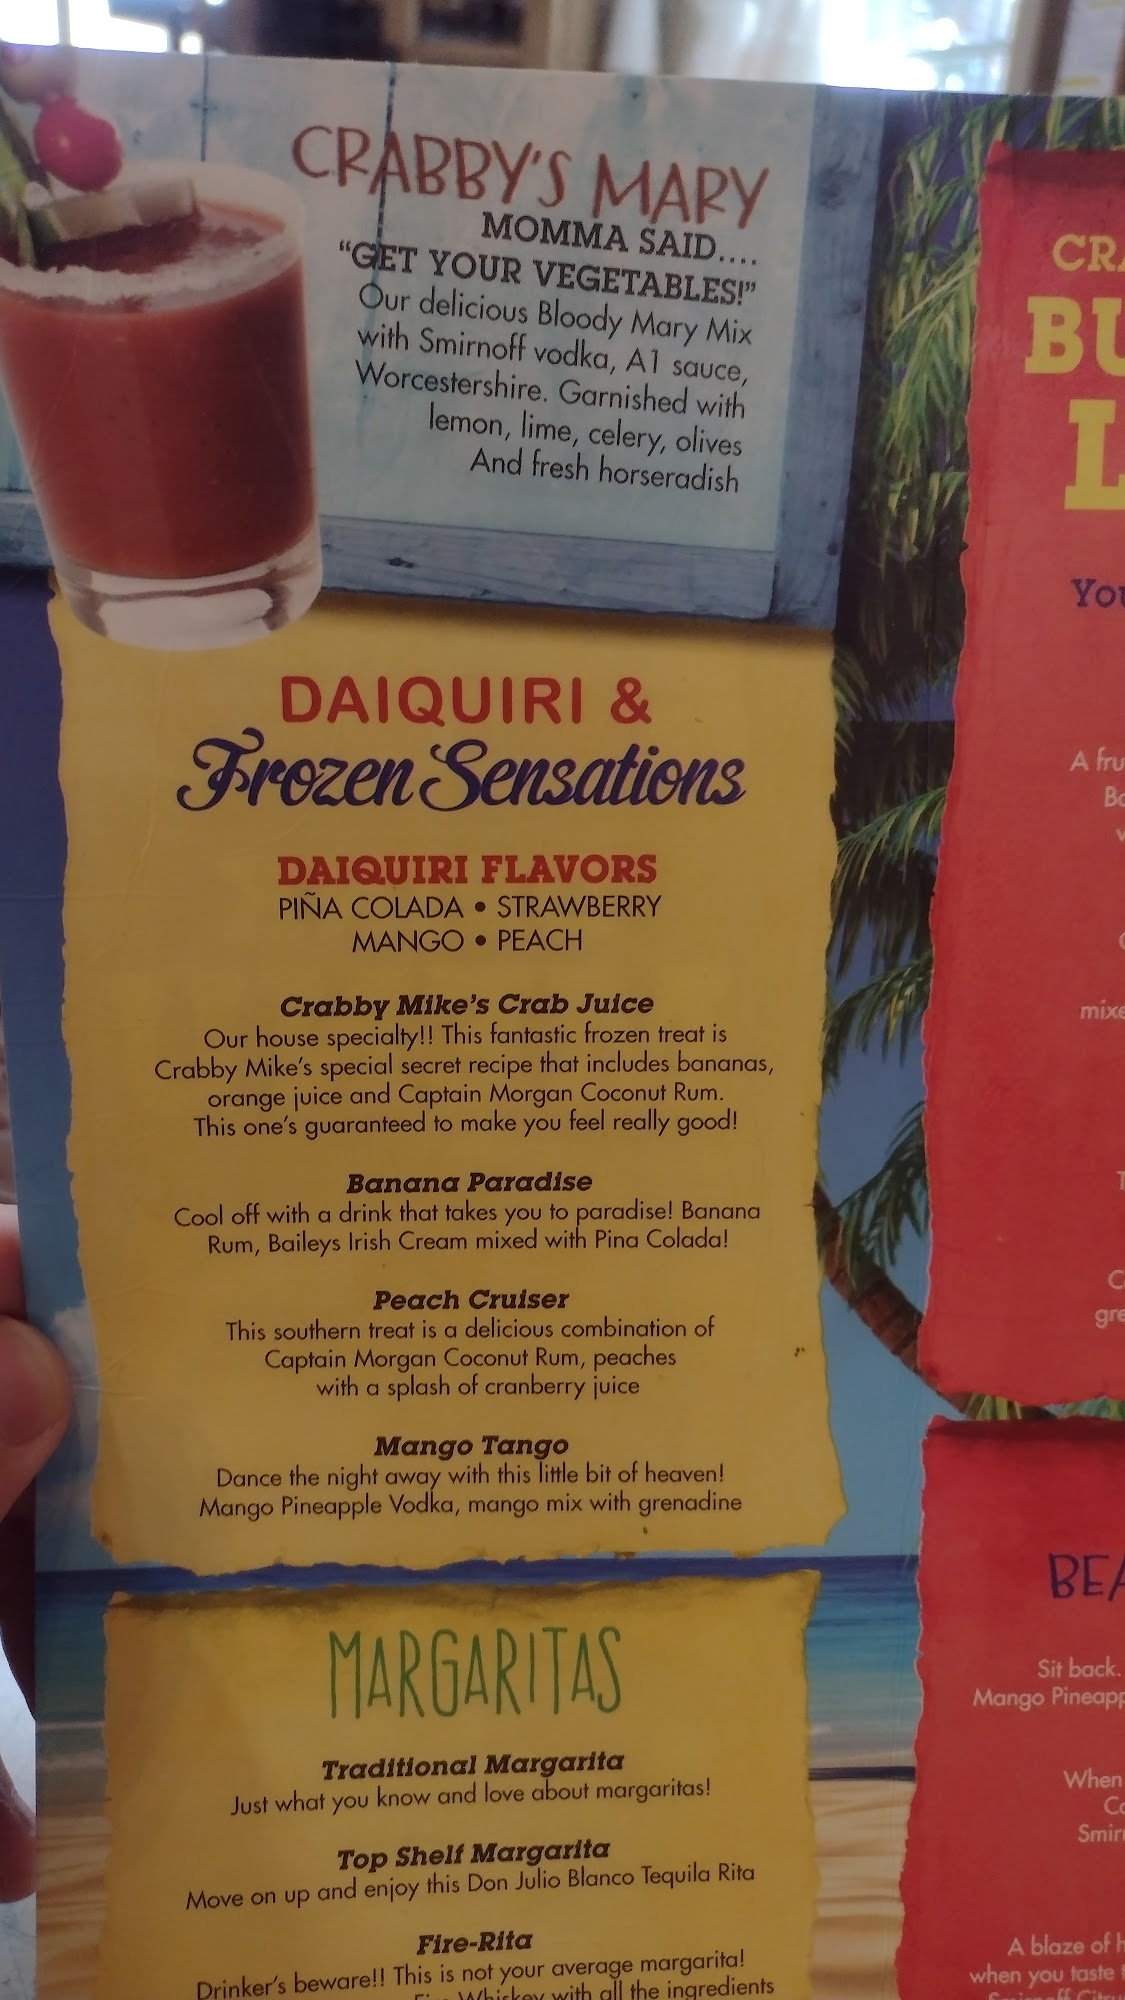 CRABBY'S MARY
MOMMA SAID....
"GET YOUR VEGETABLES!"
Our delicious Bloody Mary Mix
with Smirnoff vodka, A1 sauce,
Worcestershire. Garnished with
lemon, lime, celery, olives
And fresh horseradish
DAIQUIRI &
Frozen Sensations
DAIQUIRI FLAVORS
PIÑA COLADA • STRAWBERRY
MANGO • PEACH
Crabby Mike's Crab Juice
Our house specialty!! This fantastic frozen treat is
Crabby Mike's special secret recipe that includes bananas,
orange juice and Captain Morgan Coconut Rum.
This one's guaranteed to make you feel really good!
Banana Paradise
Cool off with a drink that takes you to paradise! Banana
Rum, Baileys Irish Cream mixed with Pina Colada!
Peach Cruiser
This southern treat is a delicious combination of
Captain Morgan Coconut Rum, peaches
with a splash of cranberry juice
Mango Tango
Dance the night away with this little bit of heaven!
Mango Pineapple Vodka, mango mix with grenadine
MARGARITAS
Traditional Margarita
Just what you know and love about margaritas!
Top Shelf Margarita
Move on up and enjoy this Don Julio Blanco Tequila Rita
Fire-Rita
Drinker's beware!! This is not your average margarita!
Whiskey with all the ingredients
L
A
mixe
Sit back.
Mango
When
A blaze of
when you taste